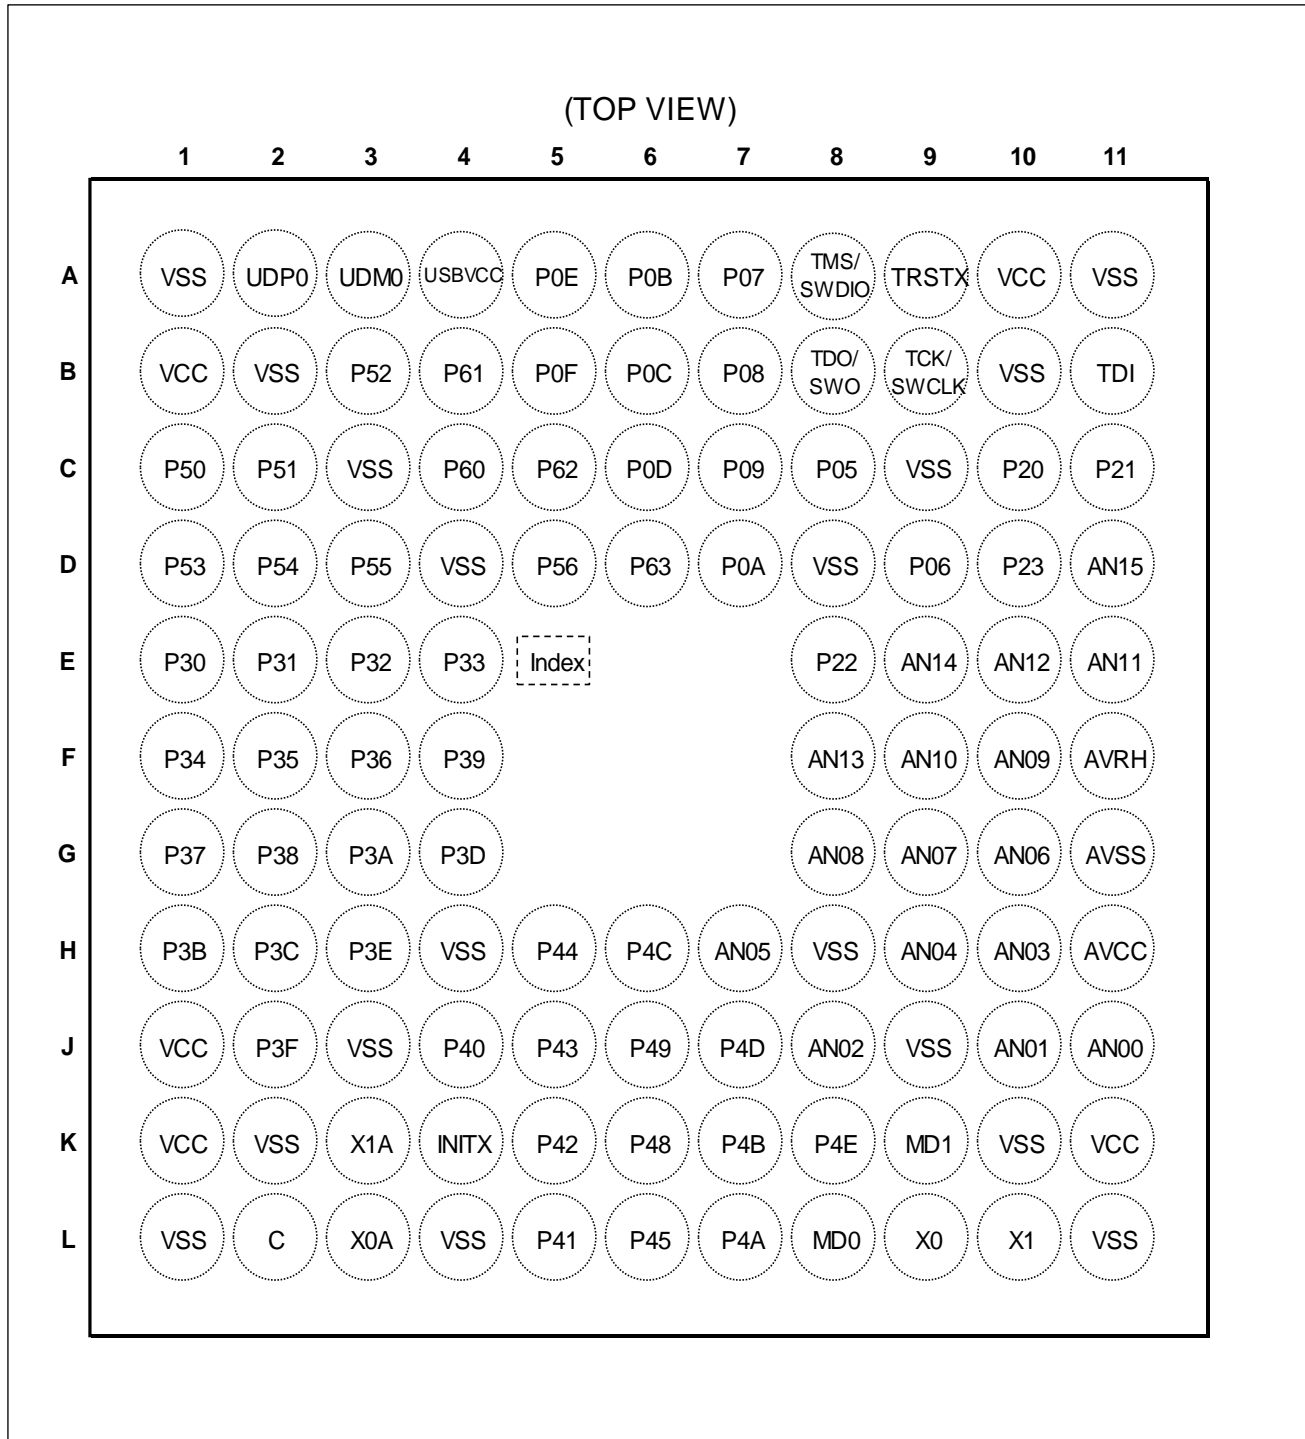 (TOP VIEW)
1 2 3 4 5 6 7 8 9 10 11
A VSS UDP0 UDM0 USBVCC P0E P0B P07 TMS/SWDIO TRSTX VCC VSS
B VCC VSS P52 P61 P0F P0C P08 TDO/SWO TCK/SWCLK VSS TDI
C P50 P51 VSS P60 P62 P0D P09 P05 VSS P20 P21
D P53 P54 P55 VSS P56 P63 P0A VSS P06 P23 AN15
E P30 P31 P32 P33 Index P22 AN14 AN12 AN11
F P34 P35 P36 P39 AN13 AN10 AN09 AVRH
G P37 P38 P3A P3D AN08 AN07 AN06 AVSS
H P3B P3C P3E VSS P44 P4C AN05 VSS AN04 AN03 AVCC
J VCC P3F VSS P40 P43 P49 P4D AN02 VSS AN01 AN00
K VCC VSS X1A INITX P42 P48 P4B P4E MD1 VSS VCC
L VSS C X0A VSS P41 P45 P4A MD0 X0 X1 VSS